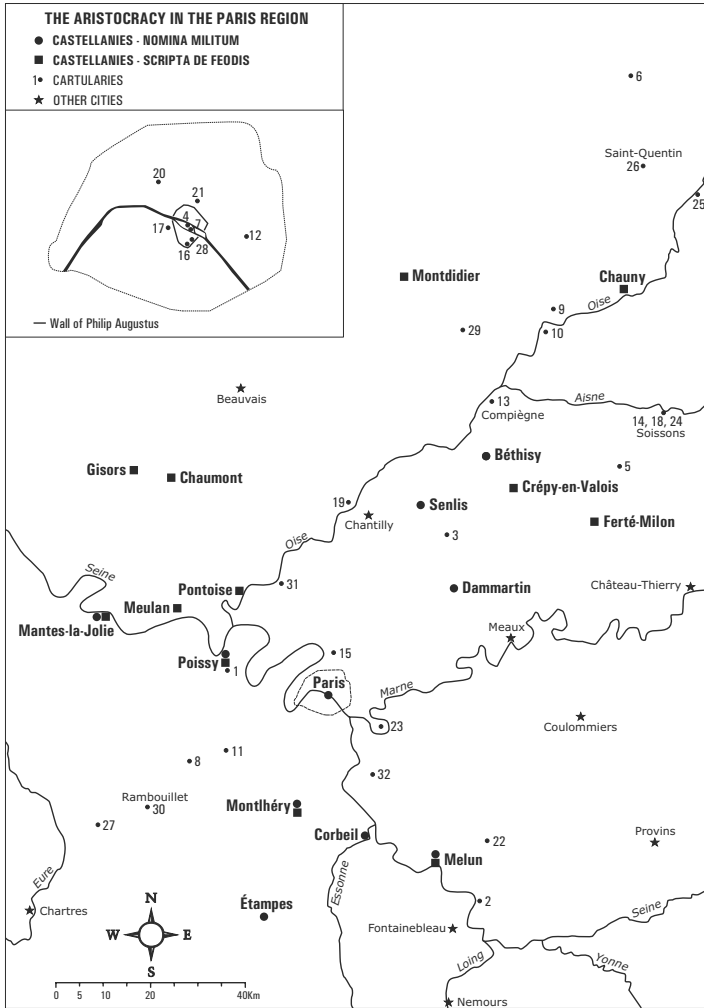 THE ARISTOCRACY IN THE PARIS REGION
CASTELLANIES - NOMINA MILITUM
CASTELLANIES - SCRIPTA DE FEODIS
1 CARTULARIES
OTHER CITIES
20
21
4
7
17
12
16
28
Wall of Philip Augustus
6
Saint-Quentin
26
25
Montdidier
Chauny
9
Oise
29
10
Beauvais
13
Aisne
Compiègne
14, 18, 24
Soissons
Béthisy
Gisors
Chaumont
5
Crépy-en-Valois
19
Senlis
Chantilly
Ferté-Milon
3
Oise
Seine
Pontoise
31
Dammartin
Château-Thierry
Meulan
Mantes-la-Jolie
Meaux
Poissy
15
1
Paris
Marne
Coulommiers
23
11
8
32
Rambouillet
30
Montlhéry
27
Corbeil
22
Provins
Melun
Eure
Essonne
Chartres
Étampes
2
Seine
N
W
E
S
Fontainebleau
Loing
Yonne
0 5 10 20 40Km
Nemours